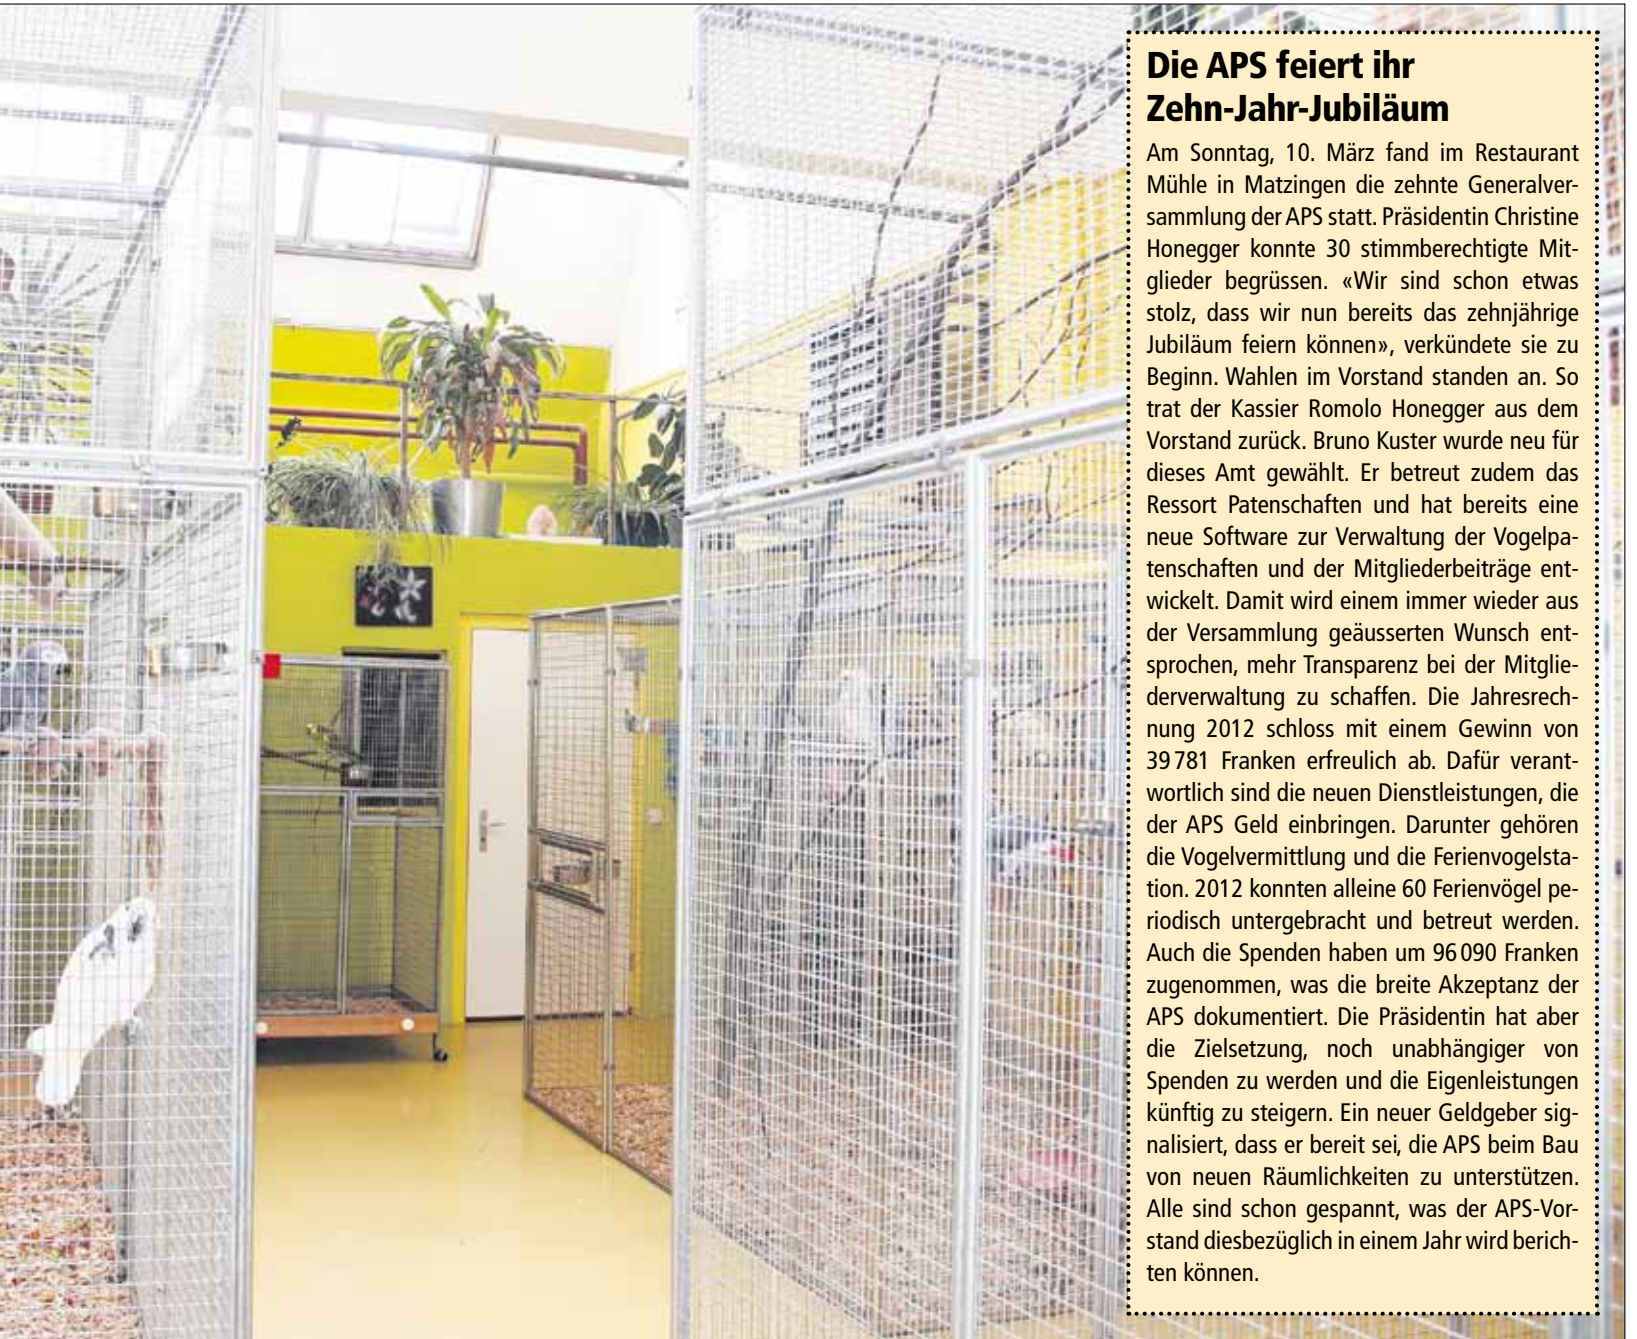 Die APS feiert ihr
Zehn-Jahr-Jubiläum
Am Sonntag, 10. März fand im Restaurant
Mühle in Matzingen die zehnte Generalver-
sammlung der APS statt. Präsidentin Christine
Honegger konnte 30 stimmberechtigte Mit-
glieder begrüssen. «Wir sind schon etwas
stolz, dass wir nun bereits das zehnjährige
Jubiläum feiern können», verkündete sie zu
Beginn. Wahlen im Vorstand standen an. So
trat der Kassier Romolo Honegger aus dem
Vorstand zurück. Bruno Kuster wurde neu für
dieses Amt gewählt. Er betreut zudem das
Ressort Patenschaften und hat bereits eine
neue Software zur Verwaltung der Vogelpa-
tenschaften und der Mitgliederbeiträge ent-
wickelt. Damit wird einem immer wieder aus
der Versammlung geäusserten Wunsch ent-
sprochen, mehr Transparenz bei der Mitglie-
derverwaltung zu schaffen. Die Jahresrech-
nung 2012 schloss mit einem Gewinn von
39 781 Franken erfreulich ab. Dafür verant-
wortlich sind die neuen Dienstleistungen, die
der APS Geld einbringen. Darunter gehören
die Vogelvermittlung und die Ferienvogelsta-
tion. 2012 konnten alleine 60 Ferienvögel pe-
riodisch untergebracht und betreut werden.
Auch die Spenden haben um 96 090 Franken
zugenommen, was die breite Akzeptanz der
APS dokumentiert. Die Präsidentin hat aber
die Zielsetzung, noch unabhängiger von
Spenden zu werden und die Eigenleistungen
künftig zu steigern. Ein neuer Geldgeber sig-
nalisiert, dass er bereit sei, die APS beim Bau
von neuen Räumlichkeiten zu unterstützen.
Alle sind schon gespannt, was der APS-Vor-
stand diesbezüglich in einem Jahr wird berich-
ten können.